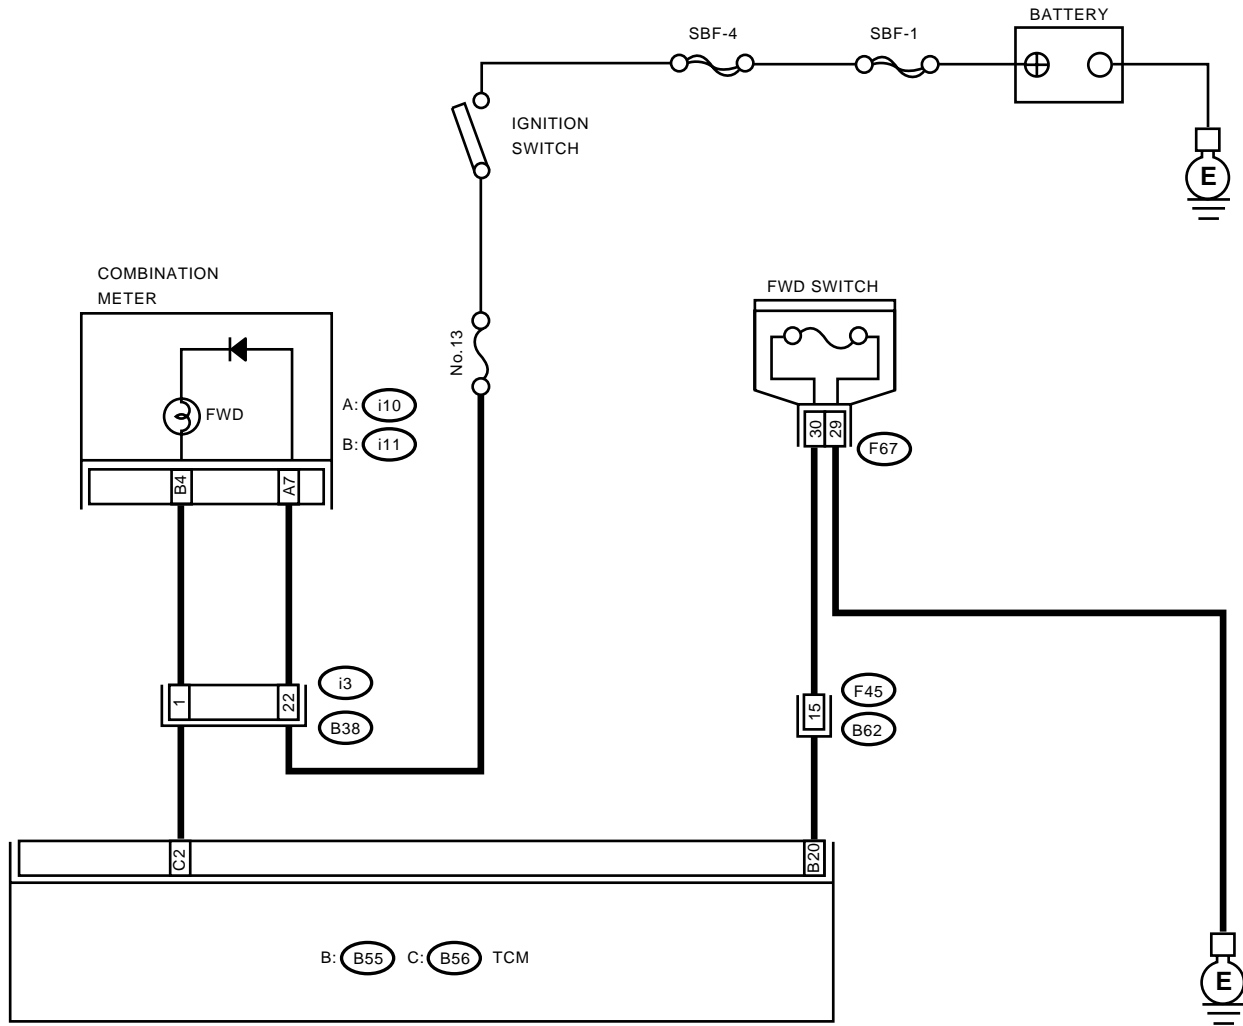 BATTERY
SBF-4
SBF-1
IGNITION
SWITCH
E
COMBINATION
METER
FWD SWITCH
No.13
FWD
A: i10
B: i11
30
29
F67
B4
A7
i3
1
22
B38
F45
15
B62
C2
B20
B: B55 C: B56 TCM
E